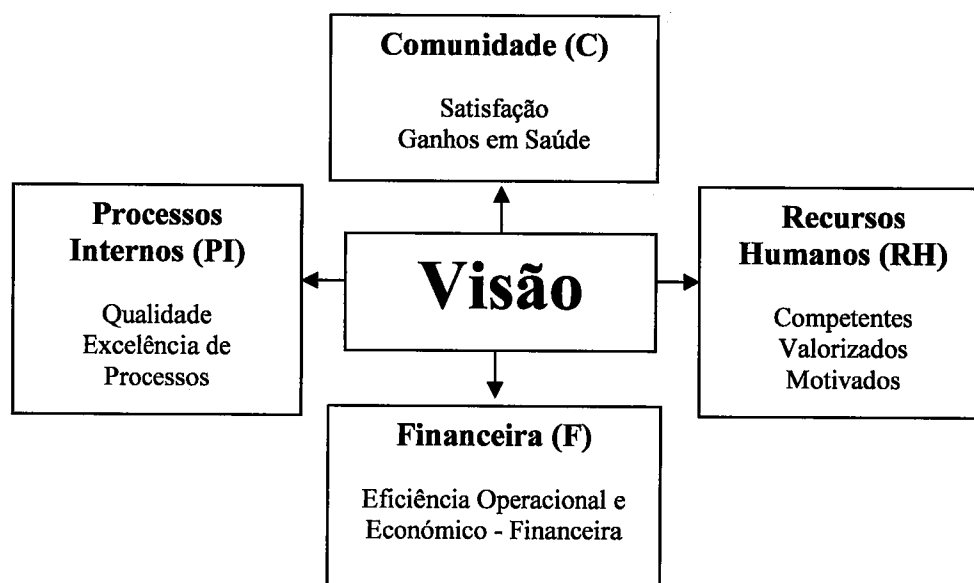 Comunidade (C)
Satisfação
Ganhos em Saúde
Processos
Internos (PI)
Qualidade
Excelência de
Processos
Visão
Recursos
Humanos (RH)
Competentes
Valorizados
Motivados
Financeira (F)
Eficiência Operacional e
Económico - Financeira